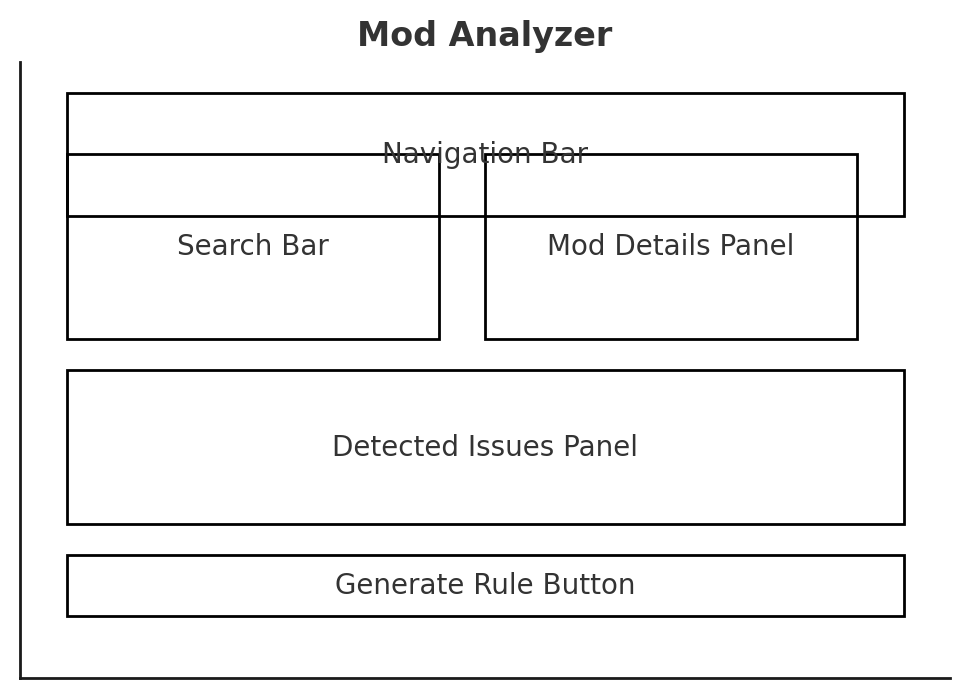 Mod Analyzer
Navigation Bar
Search Bar
Mod Details Panel
Detected Issues Panel
Generate Rule Button